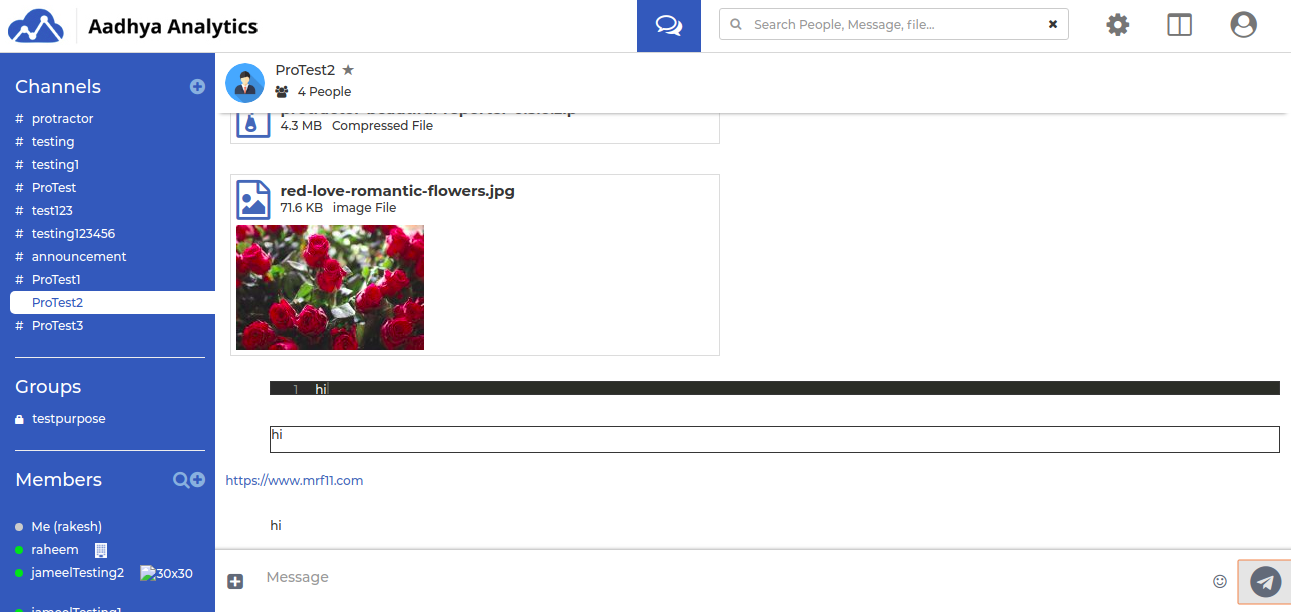 Aadhya Analytics
Search People, Message, file...
Channels
# protractor
# testing
# testing1
# ProTest
# test123
# testing123456
# announcement
# ProTest1
ProTest2
# ProTest3
Groups
testpurpose
Members
Me (rakesh)
raheem
jameelTesting2 30x30
jameelTesting1
ProTest2
4 People
4.3 MB Compressed File
red-love-romantic-flowers.jpg
71.6 KB image File
1 hi
hi
https://www.mrf11.com
hi
Message